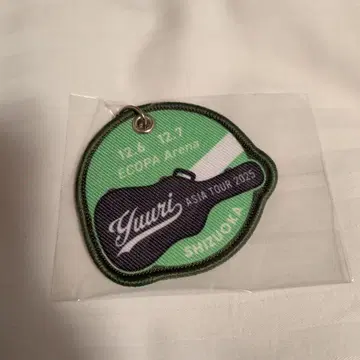 12.6 12.7
ECOPA Arena
Yuuri
ASIA TOUR 2025
SHIZUOKA